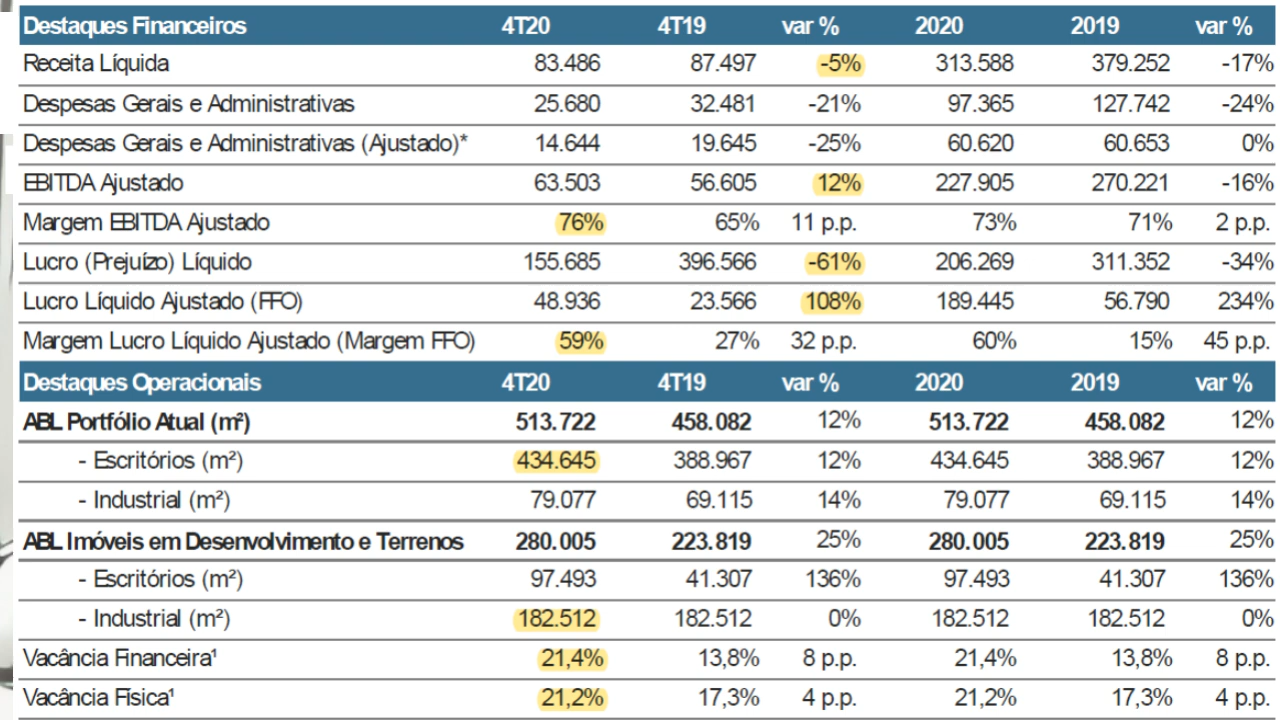 Destaques Financeiros 4T20 4T19 var % 2020 2019 var %
Receita Líquida 83.486 87.497 -5% 313.588 379.252 -17%
Despesas Gerais e Administrativas 25.680 32.481 -21% 97.365 127.742 -24%
Despesas Gerais e Administrativas (Ajustado)* 14.644 19.645 -25% 60.620 60.653 0%
EBITDA Ajustado 63.503 56.605 12% 227.905 270.221 -16%
Margem EBITDA Ajustado 76% 65% 11 p.p. 73% 71% 2 p.p.
Lucro (Prejuízo) Líquido 155.685 396.566 -61% 206.269 311.352 -34%
Lucro Líquido Ajustado (FFO) 48.936 23.566 108% 189.445 56.790 234%
Margem Lucro Líquido Ajustado (Margem FFO) 59% 27% 32 p.p. 60% 15% 45 p.p.
Destaques Operacionais 4T20 4T19 var % 2020 2019 var %
ABL Portfólio Atual (m²) 513.722 458.082 12% 513.722 458.082 12%
- Escritórios (m²) 434.645 388.967 12% 434.645 388.967 12%
- Industrial (m²) 79.077 69.115 14% 79.077 69.115 14%
ABL Imóveis em Desenvolvimento e Terrenos 280.005 223.819 25% 280.005 223.819 25%
- Escritórios (m²) 97.493 41.307 136% 97.493 41.307 136%
- Industrial (m²) 182.512 182.512 0% 182.512 182.512 0%
Vacância Financeira¹ 21,4% 13,8% 8 p.p. 21,4% 13,8% 8 p.p.
Vacância Física¹ 21,2% 17,3% 4 p.p. 21,2% 17,3% 4 p.p.